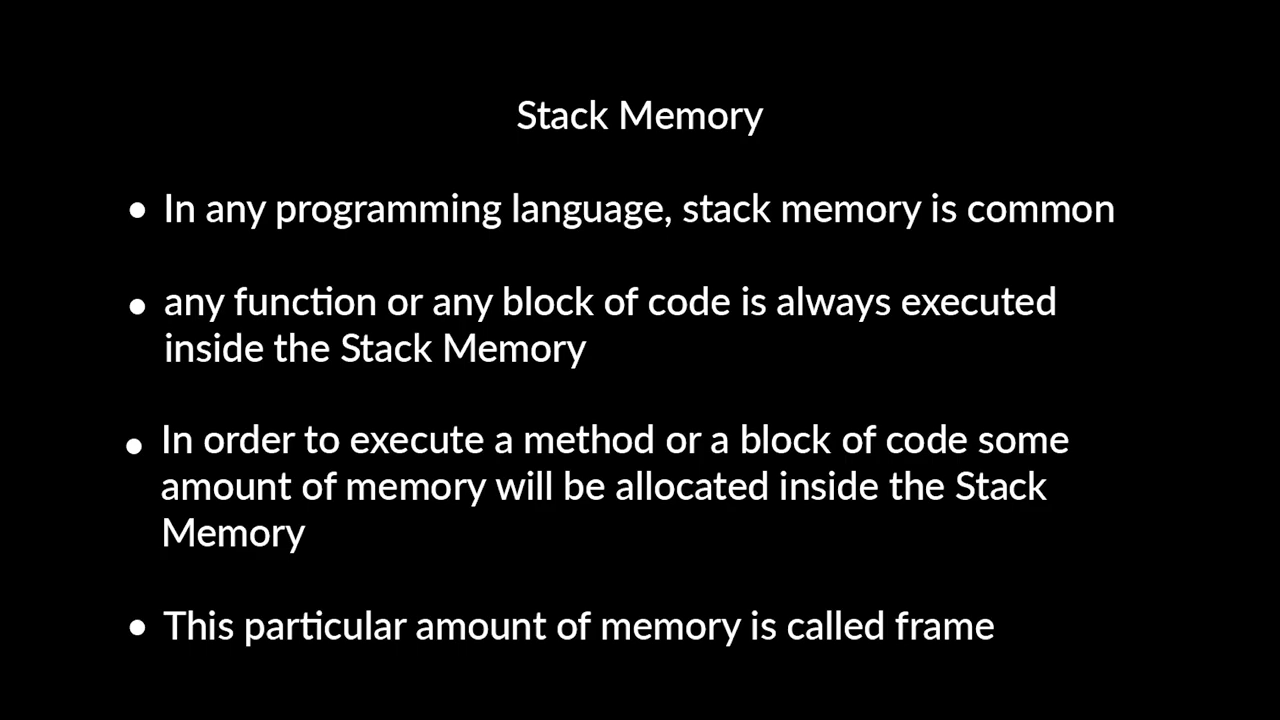 Stack Memory
• In any programming language, stack memory is common
• any function or any block of code is always executed
inside the Stack Memory
• In order to execute a method or a block of code some
amount of memory will be allocated inside the Stack
Memory
• This particular amount of memory is called frame